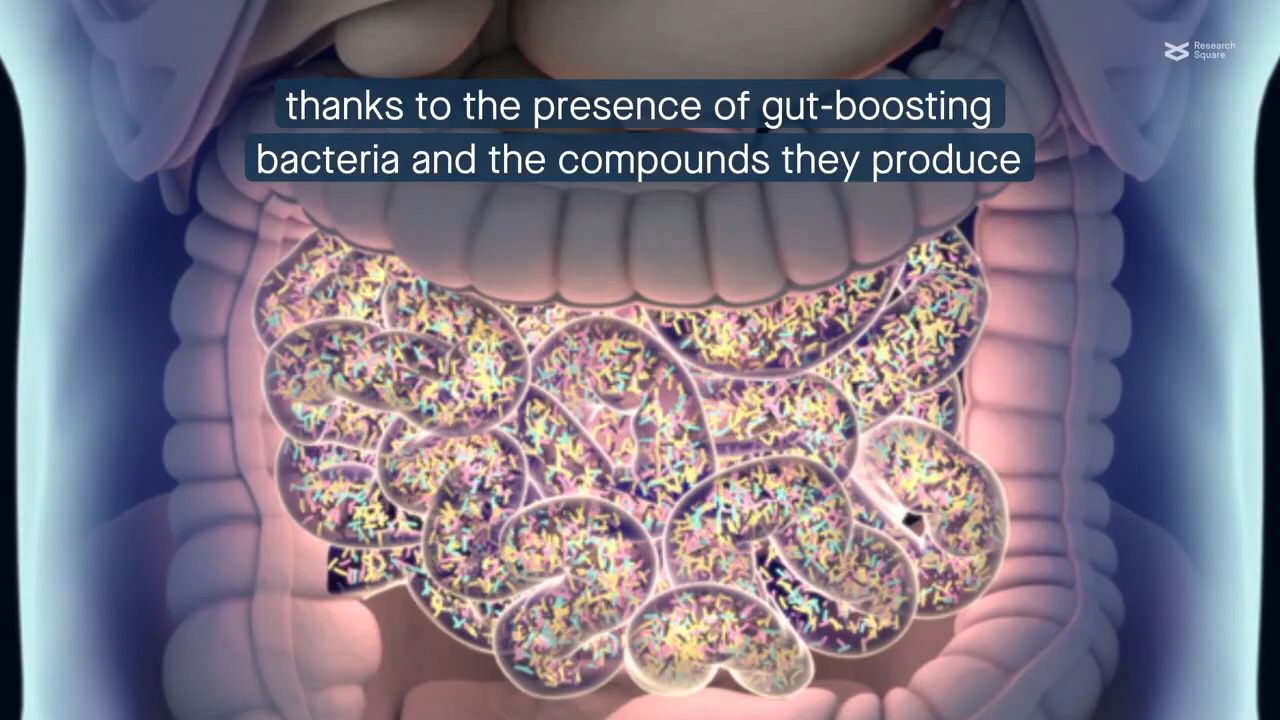 Research
Square
thanks to the presence of gut-boosting
bacteria and the compounds they produce